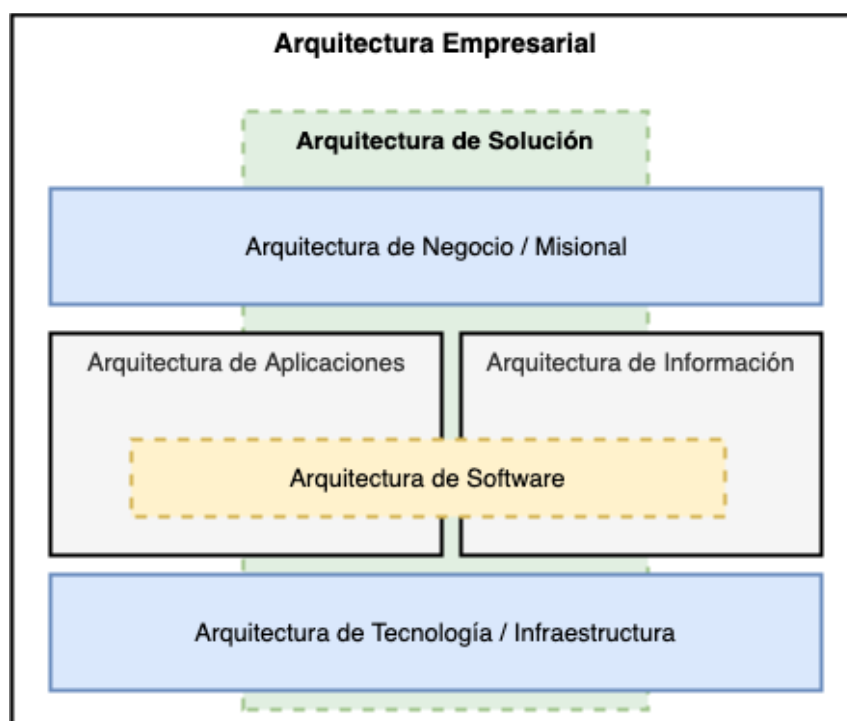 Arquitectura Empresarial
Arquitectura de Solución
Arquitectura de Negocio / Misional
Arquitectura de Aplicaciones
Arquitectura de Información
Arquitectura de Software
Arquitectura de Tecnología / Infraestructura